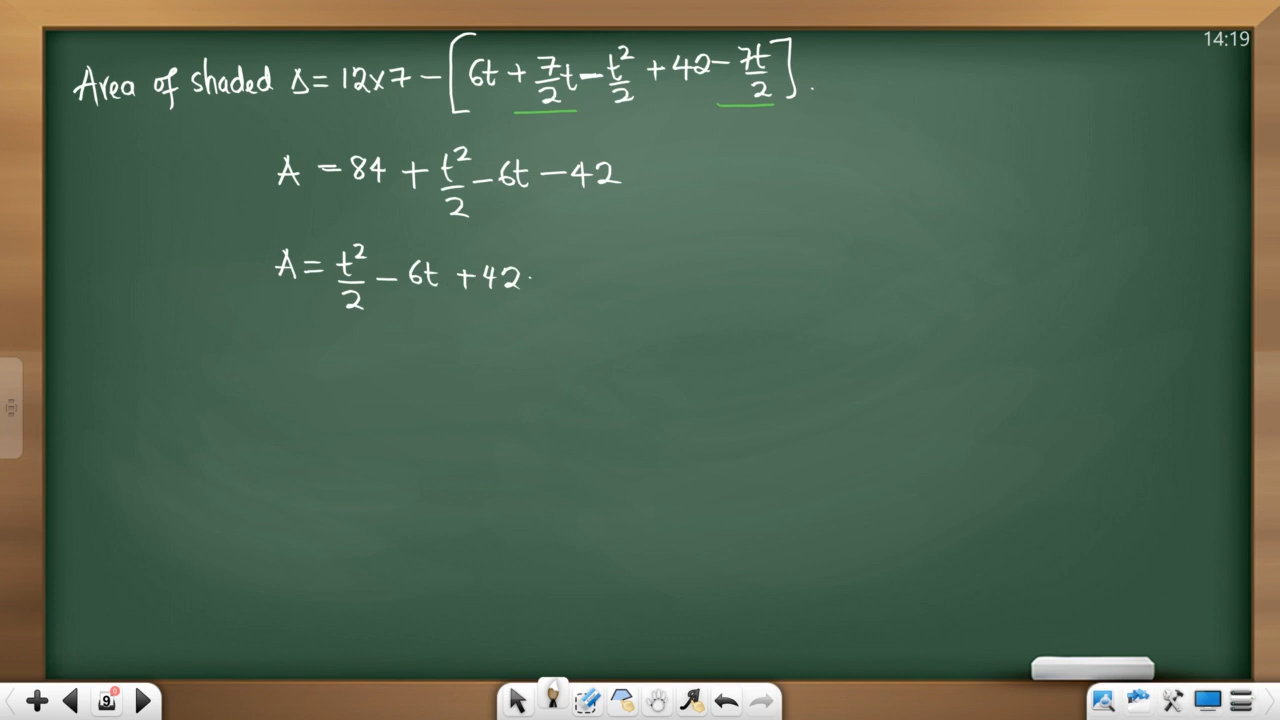 14:19
Area of shaded Δ = 12×7 − [6t + 7/2 t − t²/2 + 42 − 7t/2].
A = 84 + t²/2 − 6t − 42
A = t²/2 − 6t + 42.
9